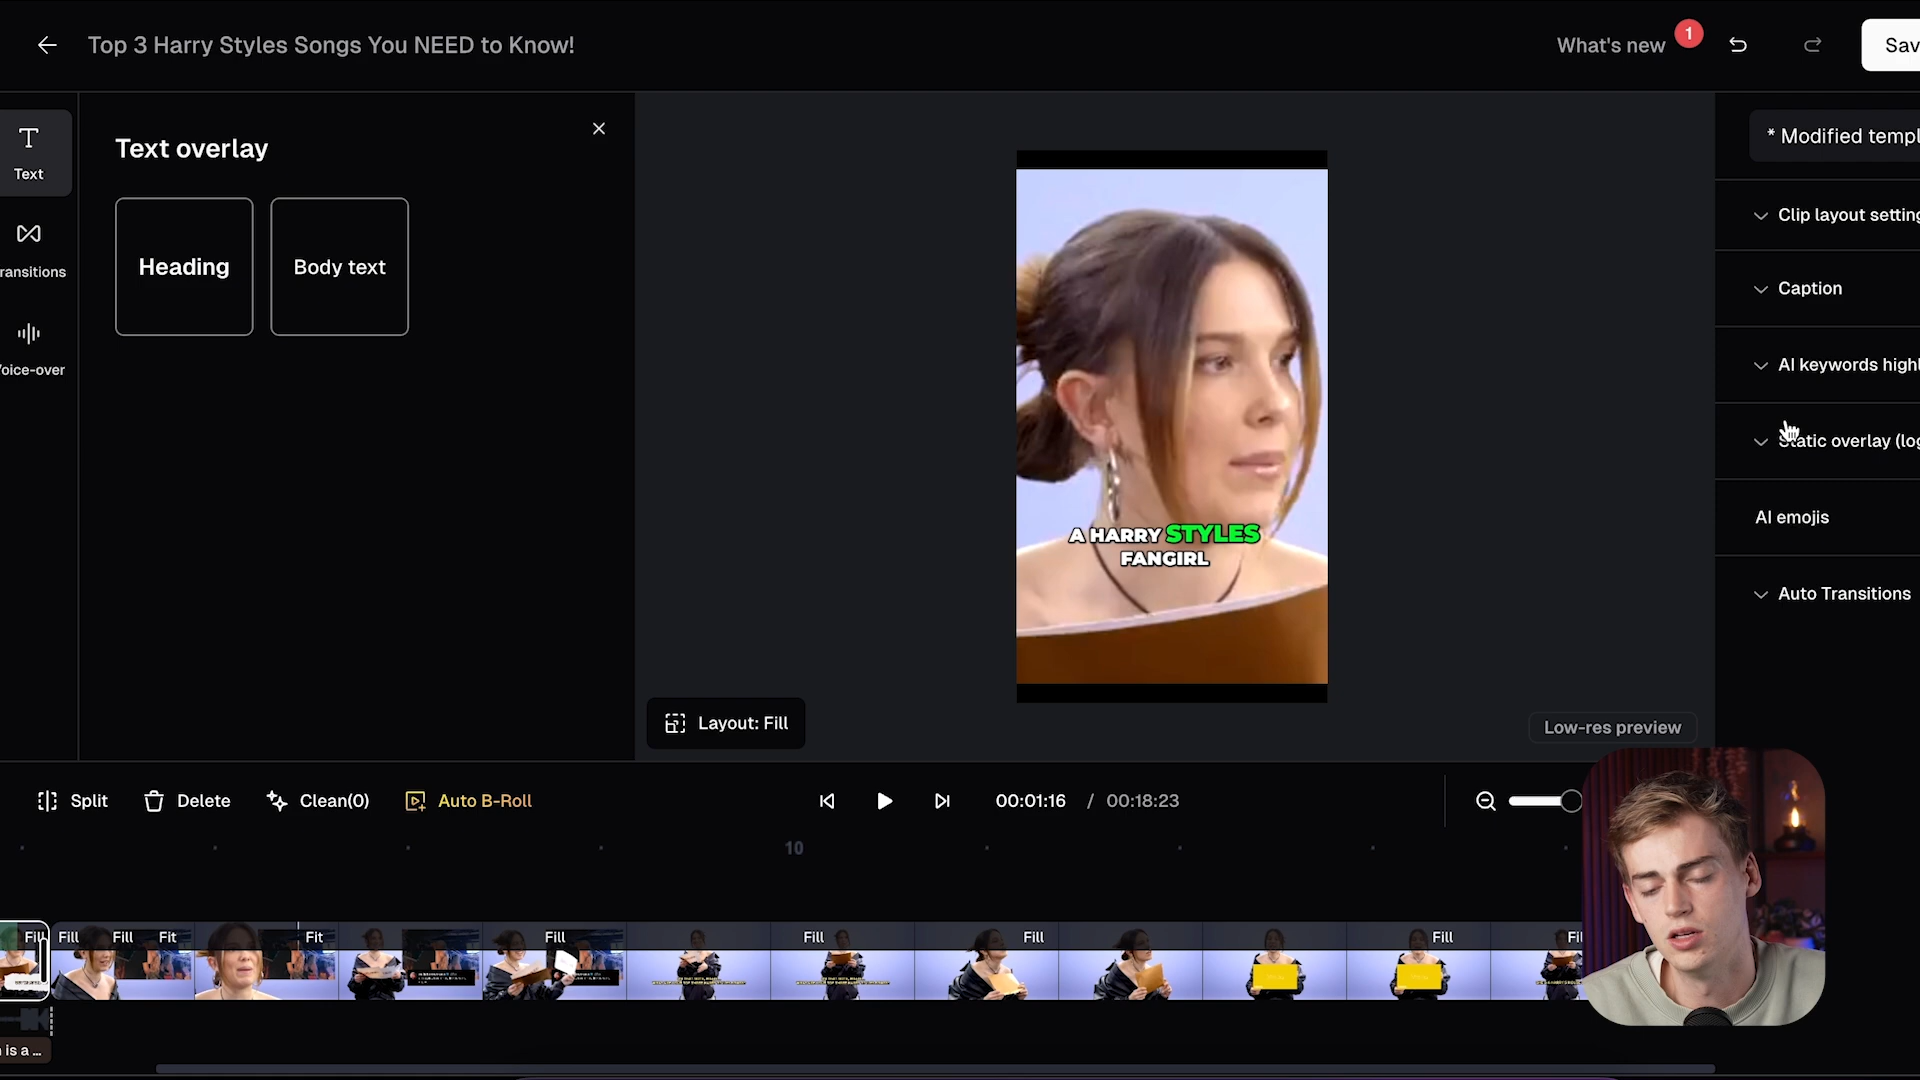 Top 3 Harry Styles Songs You NEED to Know!
What's new
1
Sav
Text
ransitions
Voice-over
Text overlay
Heading
Body text
A HARRY STYLES
FANGIRL
Layout: Fill
Low-res preview
* Modified templ
Clip layout setting
Caption
AI keywords highl
Static overlay (log
AI emojis
Auto Transitions
Split
Delete
Clean(0)
Auto B-Roll
00:01:16 / 00:18:23
10
Fill Fill Fill Fit Fit Fill Fill Fill Fill Fil
is a ...